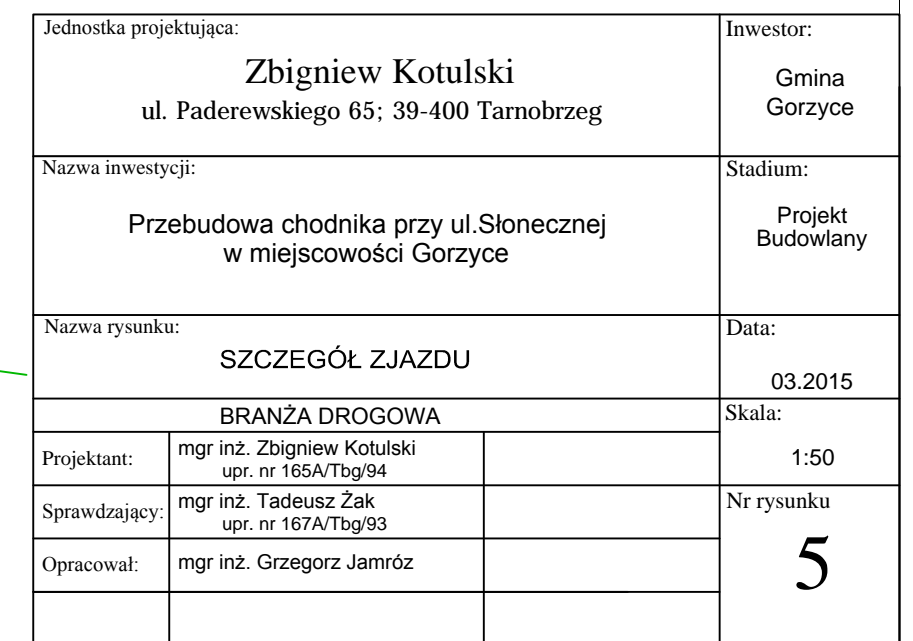 Jednostka projektująca:
Zbigniew Kotulski
ul. Paderewskiego 65; 39-400 Tarnobrzeg
Inwestor:
Gmina
Gorzyce
Nazwa inwestycji:
Przebudowa chodnika przy ul.Słonecznej
w miejscowości Gorzyce
Stadium:
Projekt
Budowlany
Nazwa rysunku:
SZCZEGÓŁ ZJAZDU
Data:
03.2015
BRANŻA DROGOWA
Skala:
1:50
Projektant:
mgr inż. Zbigniew Kotulski
upr. nr 165A/Tbg/94
Sprawdzający:
mgr inż. Tadeusz Żak
upr. nr 167A/Tbg/93
Nr rysunku
5
Opracował:
mgr inż. Grzegorz Jamróz